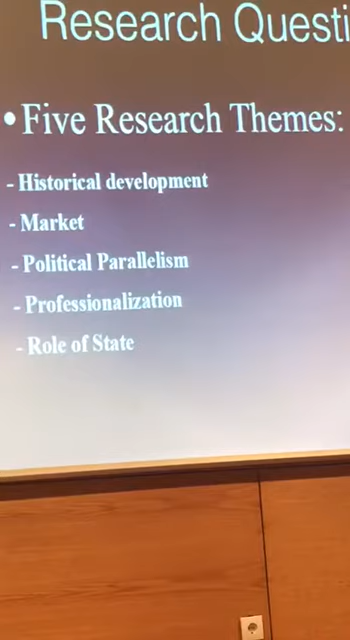 Research Questi
•Five Research Themes:
- Historical development
- Market
- Political Parallelism
- Professionalization
- Role of State